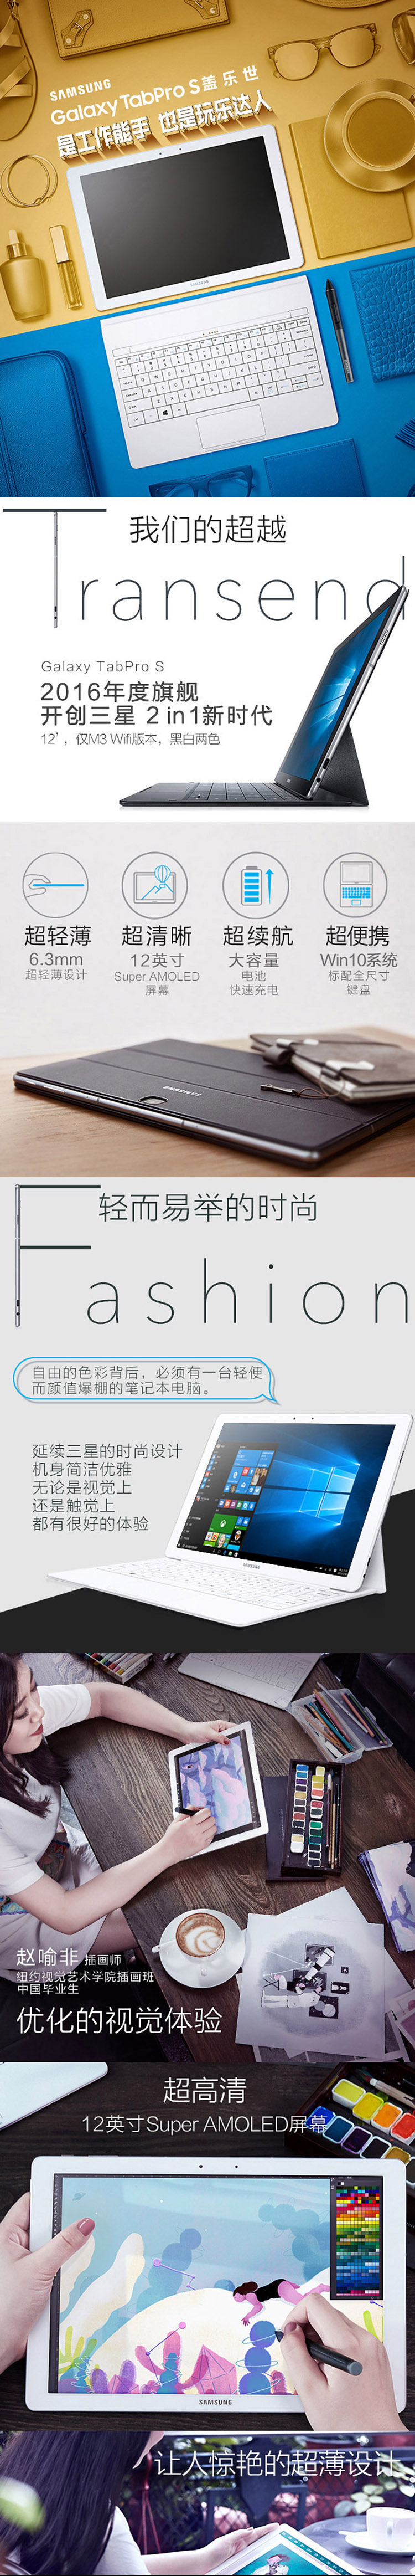 SAMSUNG
Galaxy TabPro S 盖乐世
是工作能手 也是玩乐达人
SAMSUNG
我们的超越
Transend
Galaxy TabPro S
2016年度旗舰
开创三星 2 in1新时代
12’，仅M3 Wifi版本，黑白两色
超轻薄
6.3mm
超轻薄设计
超清晰
12英寸
Super AMOLED
屏幕
超续航
大容量
电池
快速充电
超便携
Win10系统
标配全尺寸
键盘
SAMSUNG
轻而易举的时尚
Fashion
自由的色彩背后，必须有一台轻便
而颜值爆棚的笔记本电脑。
延续三星的时尚设计
机身简洁优雅
无论是视觉上
还是触觉上
都有很好的体验
SAMSUNG
赵喻非 插画师
纽约视觉艺术学院插画班
中国毕业生
优化的视觉体验
超高清
12英寸Super AMOLED屏幕
SAMSUNG
让人惊艳的超薄设计